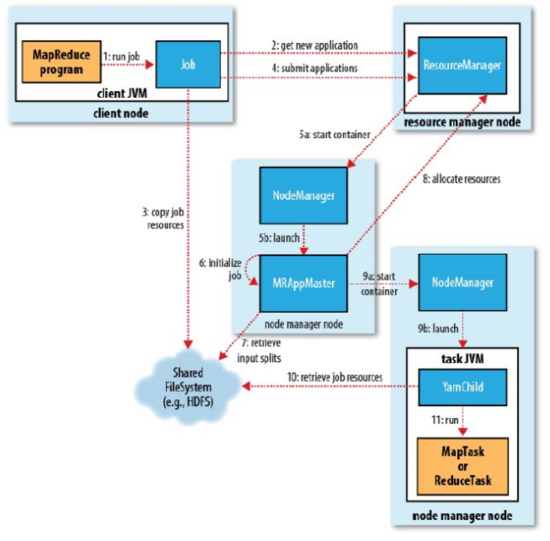 MapReduce
program
1: run job
Job
client JVM
client node
2: get new application
4: submit applications
ResourceManager
resource manager node
5a: start container
8: allocate resources
3: copy job
resources
NodeManager
5b: launch
6: initialize
job
MRAppMaster
node manager node
9a: start
container
NodeManager
9b: launch
7: retrieve
input splits
Shared
FileSystem
(e.g., HDFS)
10: retrieve job resources
task JVM
YarnChild
11: run
MapTask
or
ReduceTask
node manager node